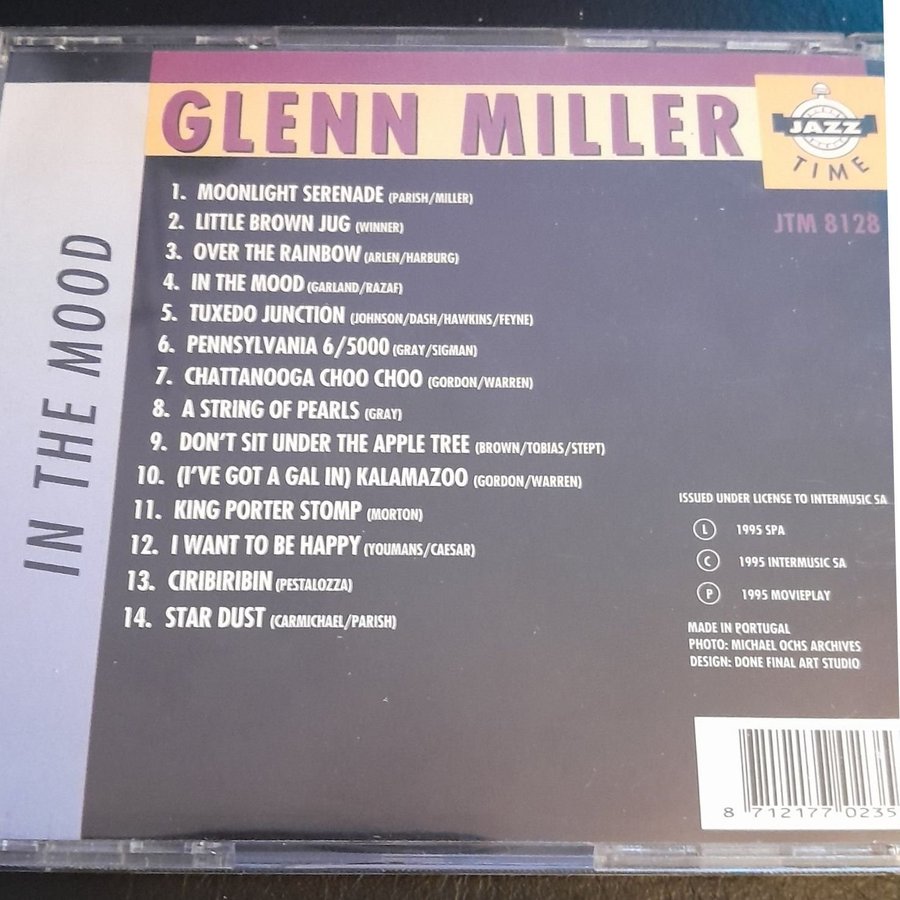 GLENN MILLER
JAZZ
TIME
JTM 8128
IN THE MOOD
1. MOONLIGHT SERENADE (PARISH/MILLER)
2. LITTLE BROWN JUG (WINNER)
3. OVER THE RAINBOW (ARLEN/HARBURG)
4. IN THE MOOD (GARLAND/RAZAF)
5. TUXEDO JUNCTION (JOHNSON/DASH/HAWKINS/FEYNE)
6. PENNSYLVANIA 6/5000 (GRAY/SIGMAN)
7. CHATTANOOGA CHOO CHOO (GORDON/WARREN)
8. A STRING OF PEARLS (GRAY)
9. DON'T SIT UNDER THE APPLE TREE (BROWN/TOBIAS/STEPT)
10. (I'VE GOT A GAL IN) KALAMAZOO (GORDON/WARREN)
11. KING PORTER STOMP (MORTON)
12. I WANT TO BE HAPPY (YOUMANS/CAESAR)
13. CIRIBIRIBIN (PESTALOZZA)
14. STAR DUST (CARMICHAEL/PARISH)
ISSUED UNDER LICENSE TO INTERMUSIC SA
L 1995 SPA
C 1995 INTERMUSIC SA
P 1995 MOVIEPLAY
MADE IN PORTUGAL
PHOTO: MICHAEL OCHS ARCHIVES
DESIGN: DONE FINAL ART STUDIO
8 712177 0235